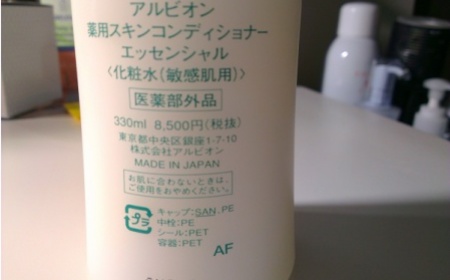 アルビオン
薬用スキンコンディショナー
エッセンシャル
〈化粧水(敏感肌用)〉
医薬部外品
330ml 8,500円(税抜)
東京都中央区銀座1-7-10
株式会社アルビオン
MADE IN JAPAN
お肌に合わないときは、
ご使用をおやめください。
プラ
キャップ:SAN,PE
中栓:PE
シール:PET
容器:PET
AF